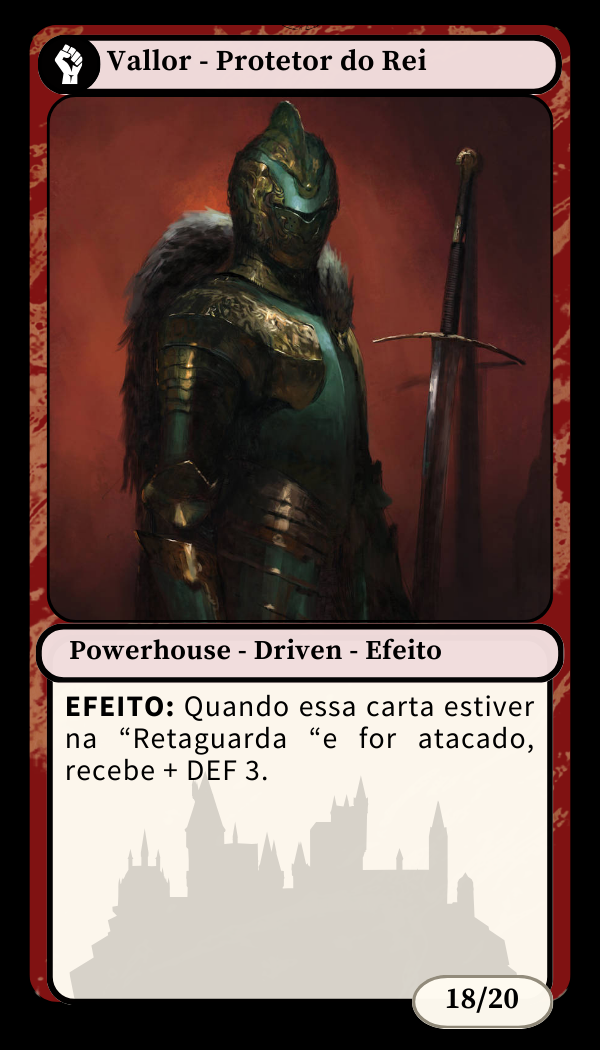 Vallor - Protetor do Rei
Powerhouse - Driven - Efeito
EFEITO: Quando essa carta estiver
na “Retaguarda “e for atacado,
recebe + DEF 3.
18/20